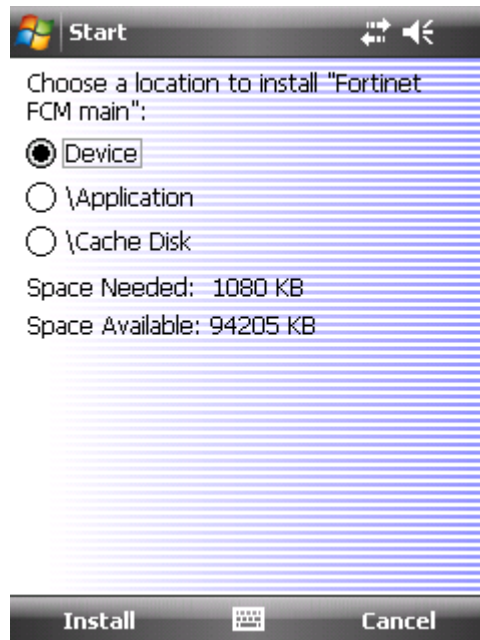 Start
Choose a location to install "Fortinet
FCM main":
Device
\Application
\Cache Disk
Space Needed: 1080 KB
Space Available: 94205 KB
Install Cancel